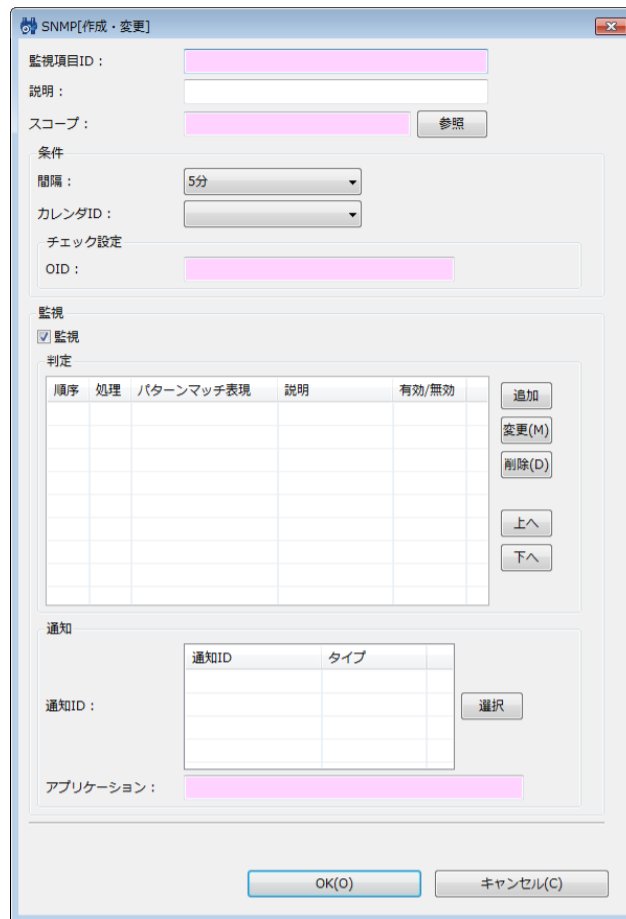 SNMP[作成・変更]
監視項目ID：
説明：
スコープ：
参照
条件
間隔：
5分
カレンダID：
チェック設定
OID：
監視
監視
判定
順序 処理 パターンマッチ表現 説明 有効/無効
追加
変更(M)
削除(D)
上へ
下へ
通知
通知ID タイプ
通知ID：
選択
アプリケーション：
OK(O) キャンセル(C)